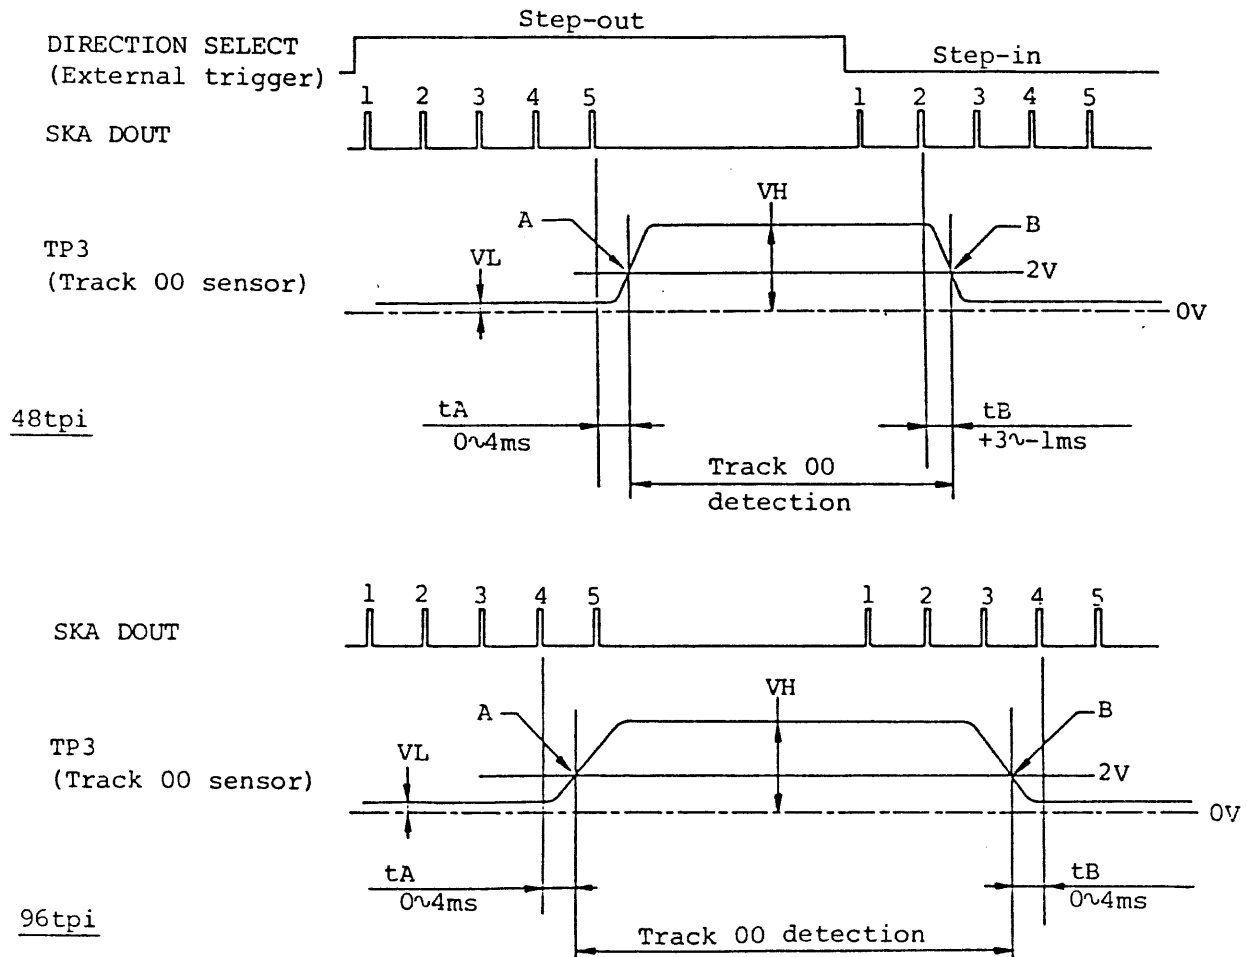 Step-out
DIRECTION SELECT
(External trigger)
Step-in
1 2 3 4 5 1 2 3 4 5
SKA DOUT
VH
A
B
TP3
(Track 00 sensor)
VL
2V
0V
tA
0~4ms
tB
+3~-1ms
48tpi
Track 00
detection
1 2 3 4 5 1 2 3 4 5
SKA DOUT
VH
A
B
TP3
(Track 00 sensor)
VL
2V
0V
tA
0~4ms
tB
0~4ms
96tpi
Track 00 detection